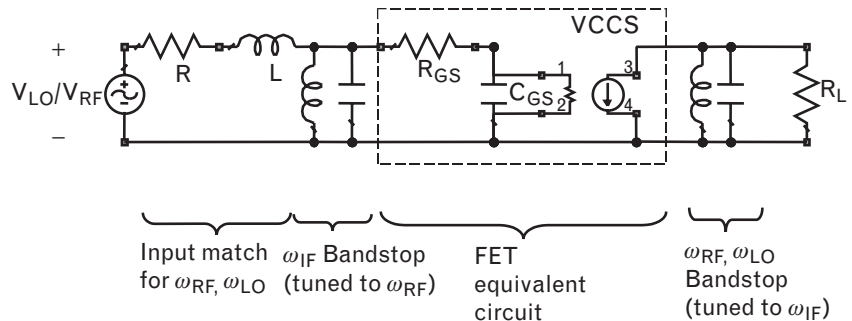 VCCS
+
R
L
R_GS
1
3
V_LO/V_RF
C_GS
2
4
R_L
−
Input match
for ω_RF, ω_LO
ω_IF Bandstop
(tuned to ω_RF)
FET
equivalent
circuit
ω_RF, ω_LO
Bandstop
(tuned to ω_IF)